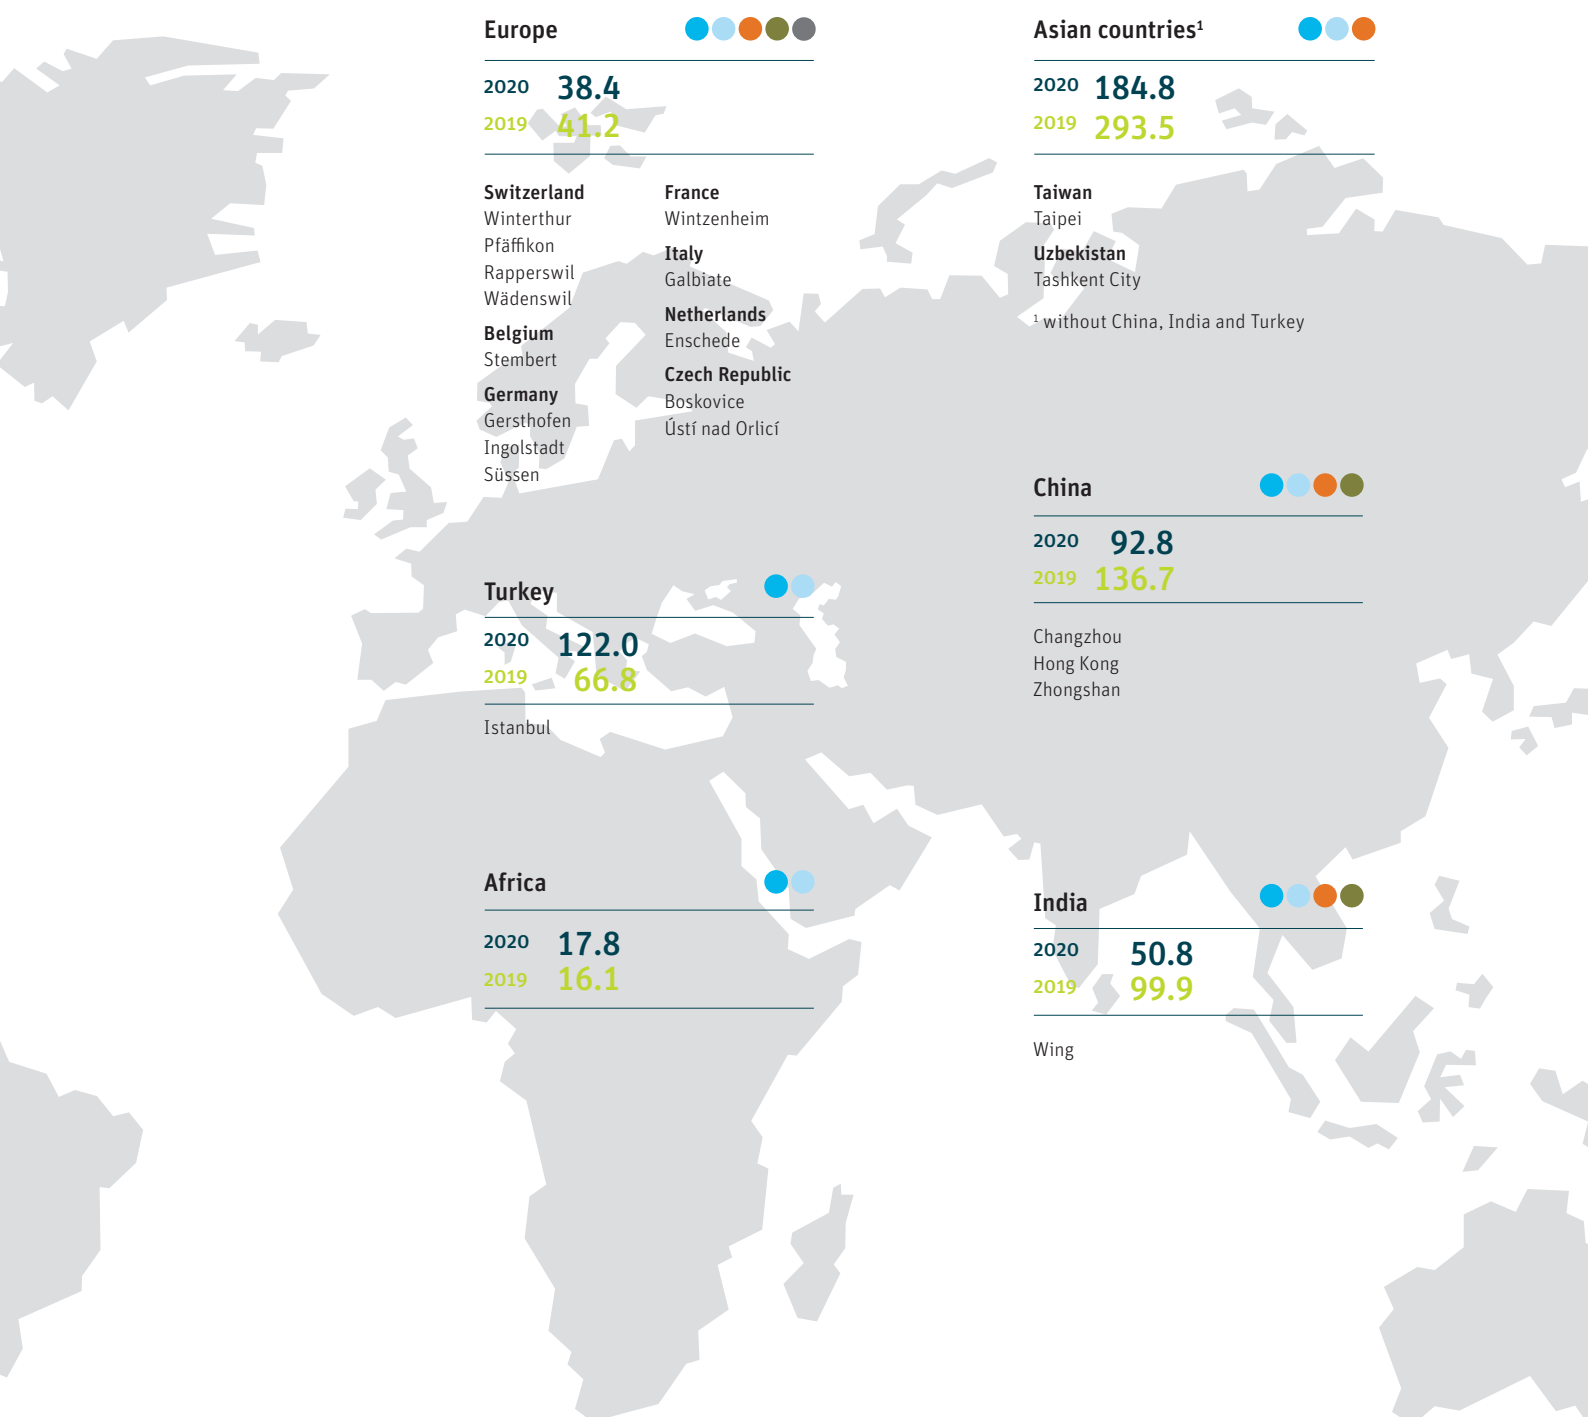 Europe
2020 38.4
2019 41.2
Switzerland
Winterthur
Pfäffikon
Rapperswil
Wädenswil
Belgium
Stembert
Germany
Gersthofen
Ingolstadt
Süssen
France
Wintzenheim
Italy
Galbiate
Netherlands
Enschede
Czech Republic
Boskovice
Ústí nad Orlicí
Turkey
2020 122.0
2019 66.8
Istanbul
Africa
2020 17.8
2019 16.1
Asian countries¹
2020 184.8
2019 293.5
Taiwan
Taipei
Uzbekistan
Tashkent City
¹ without China, India and Turkey
China
2020 92.8
2019 136.7
Changzhou
Hong Kong
Zhongshan
India
2020 50.8
2019 99.9
Wing